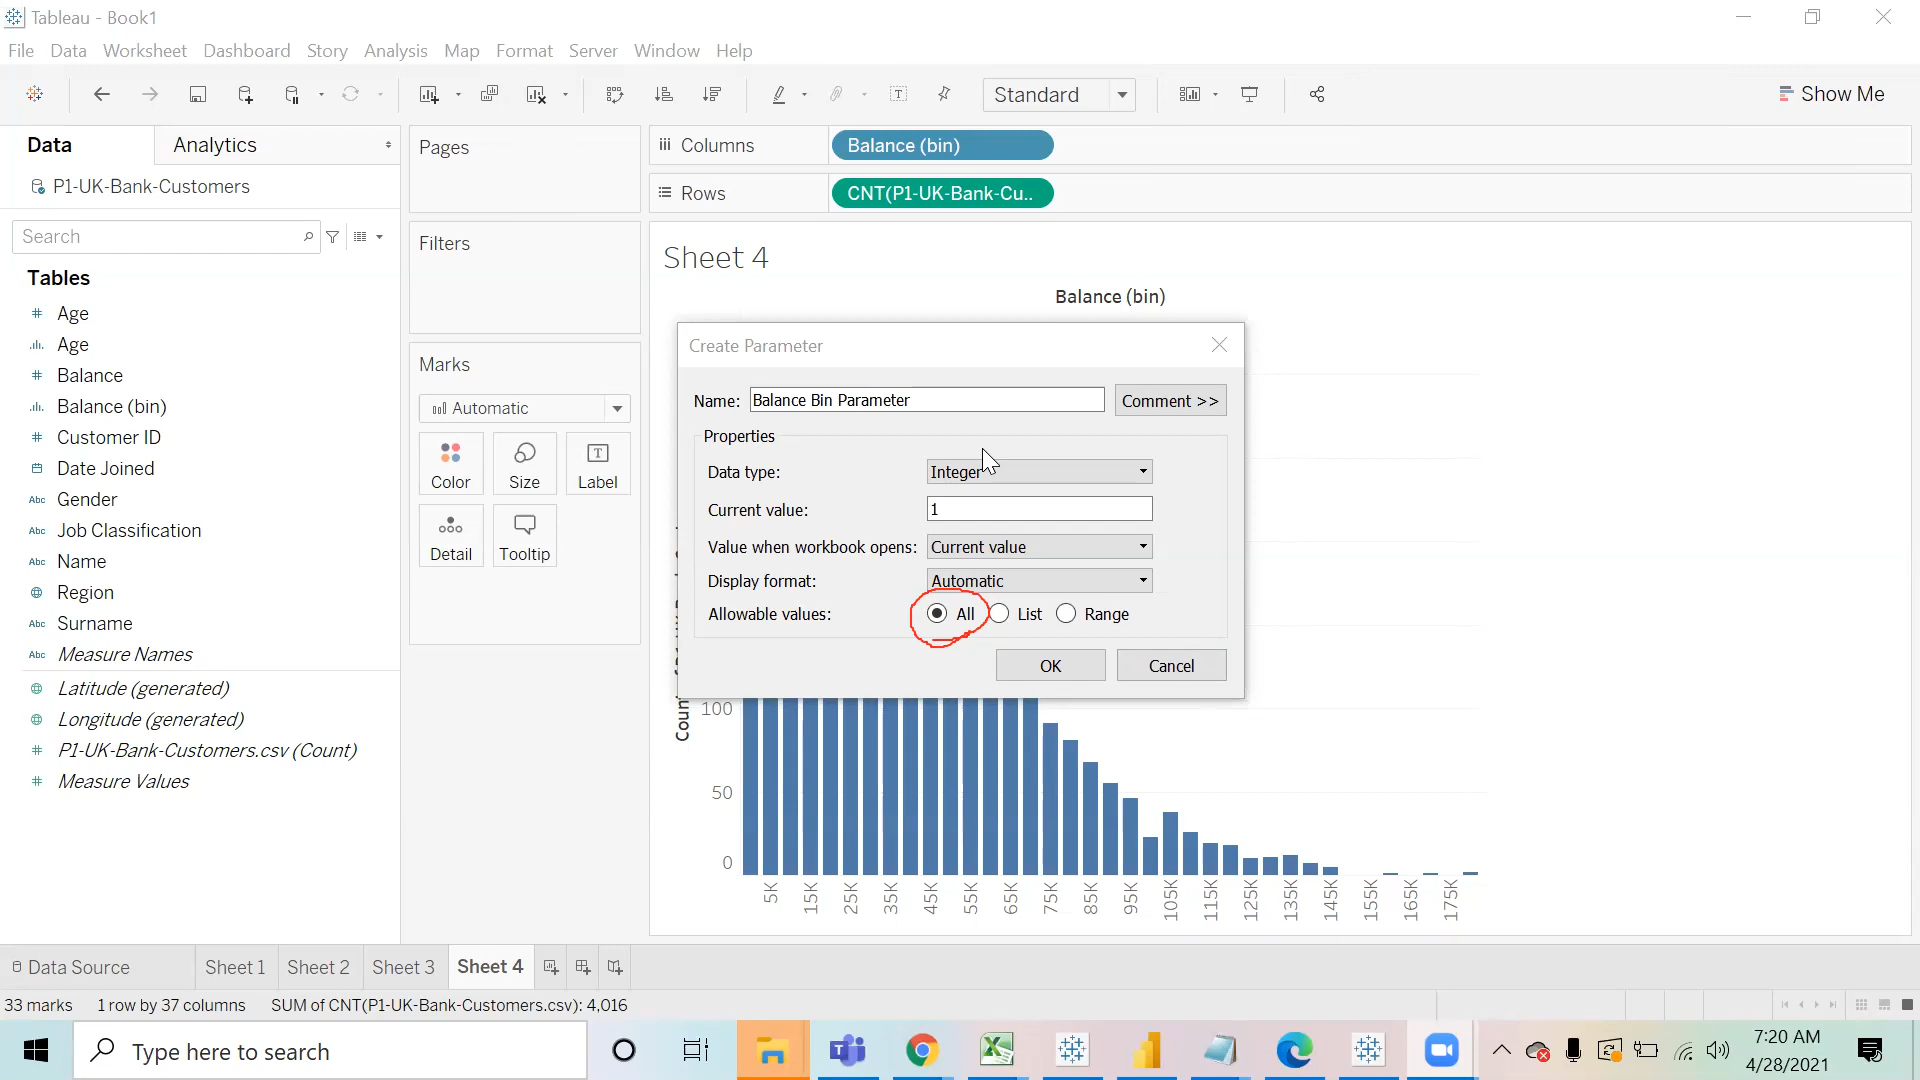 Tableau - Book1
File Data Worksheet Dashboard Story Analysis Map Format Server Window Help
Standard
Show Me
Data
Analytics
P1-UK-Bank-Customers
Search
Tables
Age
Age
Balance
Balance (bin)
Customer ID
Date Joined
Abc Gender
Abc Job Classification
Abc Name
Region
Abc Surname
Abc Measure Names
Latitude (generated)
Longitude (generated)
P1-UK-Bank-Customers.csv (Count)
Measure Values
Pages
Filters
Marks
Automatic
Color
Size
Label
Detail
Tooltip
Columns
Balance (bin)
Rows
CNT(P1-UK-Bank-Cu..
Sheet 4
Balance (bin)
Create Parameter
Name:
Balance Bin Parameter
Comment >>
Properties
Data type:
Integer
Current value:
1
Value when workbook opens:
Current value
Display format:
Automatic
Allowable values:
All
List
Range
OK
Cancel
100
50
0
5K 15K 25K 35K 45K 55K 65K 75K 85K 95K 105K 115K 125K 135K 145K 155K 165K 175K
Data Source
Sheet 1
Sheet 2
Sheet 3
Sheet 4
33 marks 1 row by 37 columns SUM of CNT(P1-UK-Bank-Customers.csv): 4,016
Type here to search
7:20 AM
4/28/2021